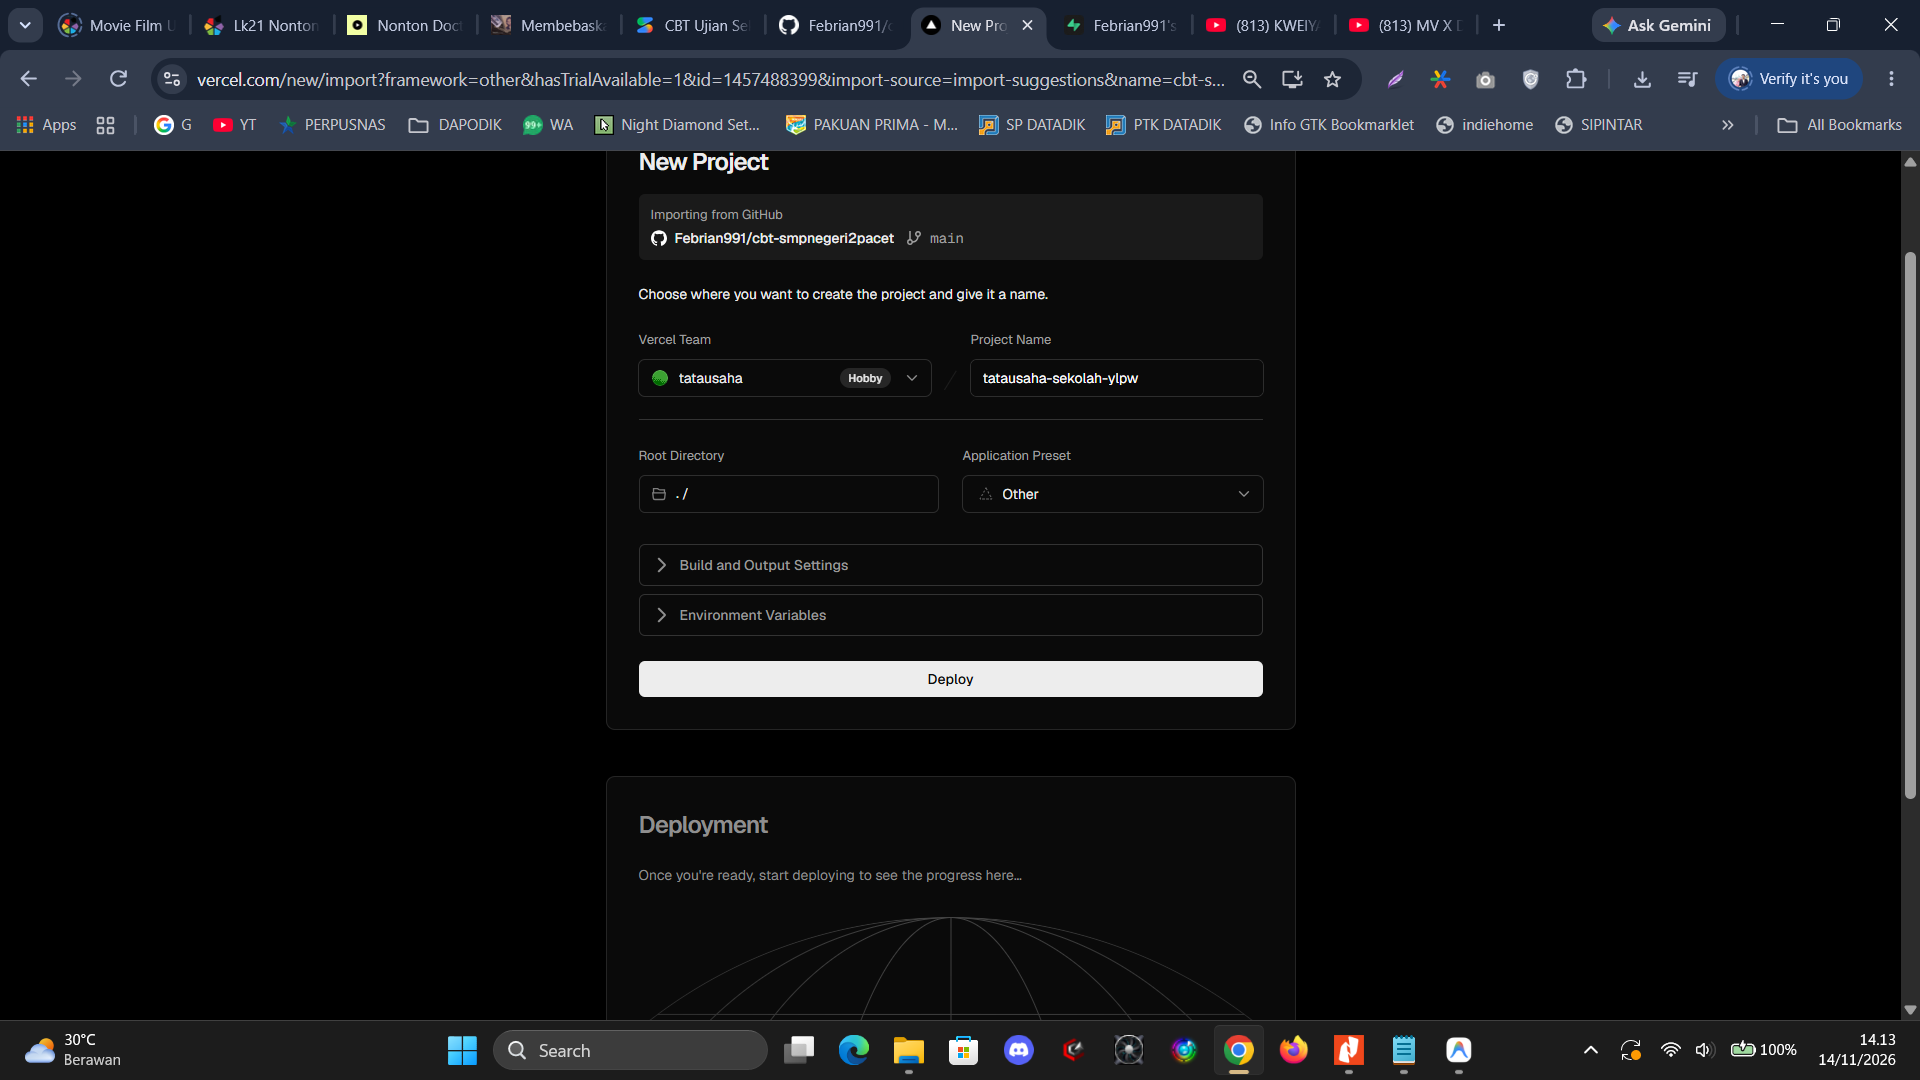 Movie Film U
Lk21 Nonton
Nonton Doct
Membebaska
CBT Ujian Se
Febrian991/c
New Pro
Febrian991's
(813) KWEIYA
(813) MV X D
Ask Gemini
vercel.com/new/import?framework=other&hasTrialAvailable=1&id=1457488399&import-source=import-suggestions&name=cbt-s...
Verify it's you
Apps
G
YT
PERPUSNAS
DAPODIK
99+
WA
Night Diamond Set...
PAKUAN PRIMA - M...
SP DATADIK
PTK DATADIK
Info GTK Bookmarklet
indiehome
SIPINTAR
All Bookmarks
New Project
Importing from GitHub
Febrian991/cbt-smpnegeri2pacet main
Choose where you want to create the project and give it a name.
Vercel Team
Project Name
tatausaha Hobby
/
tatausaha-sekolah-ylpw
Root Directory
Application Preset
./
Other
Build and Output Settings
Environment Variables
Deploy
Deployment
Once you're ready, start deploying to see the progress here...
30°C
Berawan
Search
100%
14.13
14/11/2026